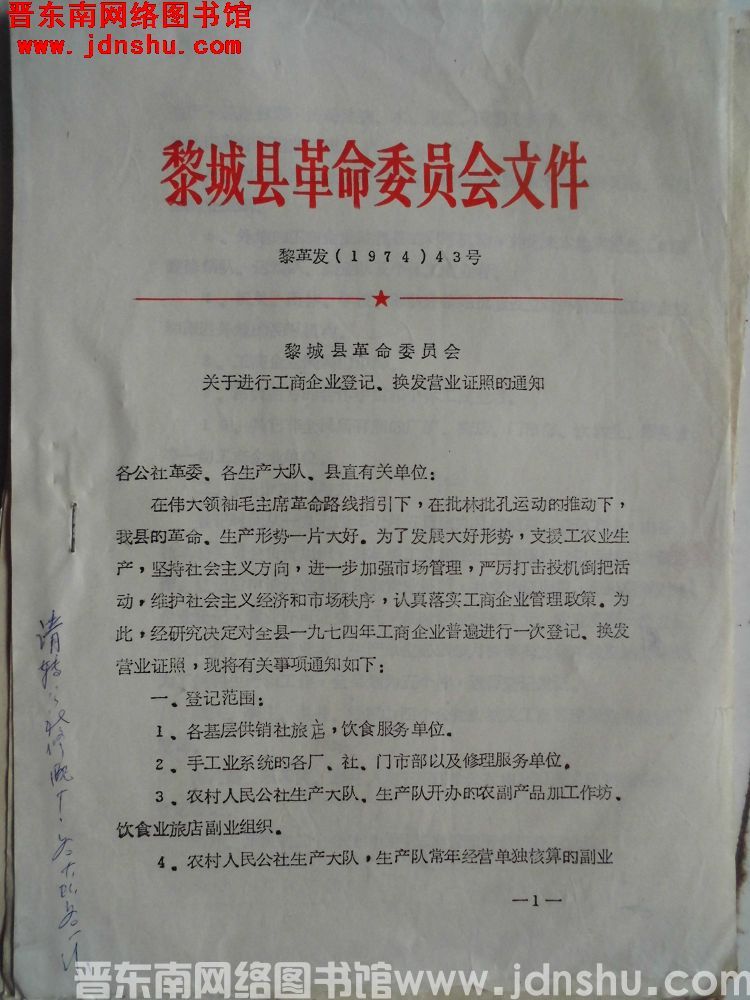 晋东南网络图书馆
www.jdnshu.com
黎城县革命委员会文件
黎革发(1974)43号
黎城县革命委员会
关于进行工商企业登记、换发营业证照的通知
各公社革委、各生产大队、县直有关单位：
在伟大领袖毛主席革命路线指引下，在批林批孔运动的推动下，
我县的革命、生产形势一片大好。为了发展大好形势，支援工农业生
产，坚持社会主义方向，进一步加强市场管理，严厉打击投机倒把活
动，维护社会主义经济和市场秩序，认真落实工商企业管理政策。为
此，经研究决定对全县一九七四年工商企业普遍进行一次登记、换发
营业证照，现将有关事项通知如下：
一、登记范围：
1、各基层供销社旅店，饮食服务单位。
2、手工业系统的各厂、社、门市部以及修理服务单位。
3、农村人民公社生产大队、生产队开办的农副产品加工作坊、
饮食业旅店副业组织。
4、农村人民公社生产大队，生产队常年经营单独核算的副业
—1—
晋东南网络图书馆www.jdnshu.com